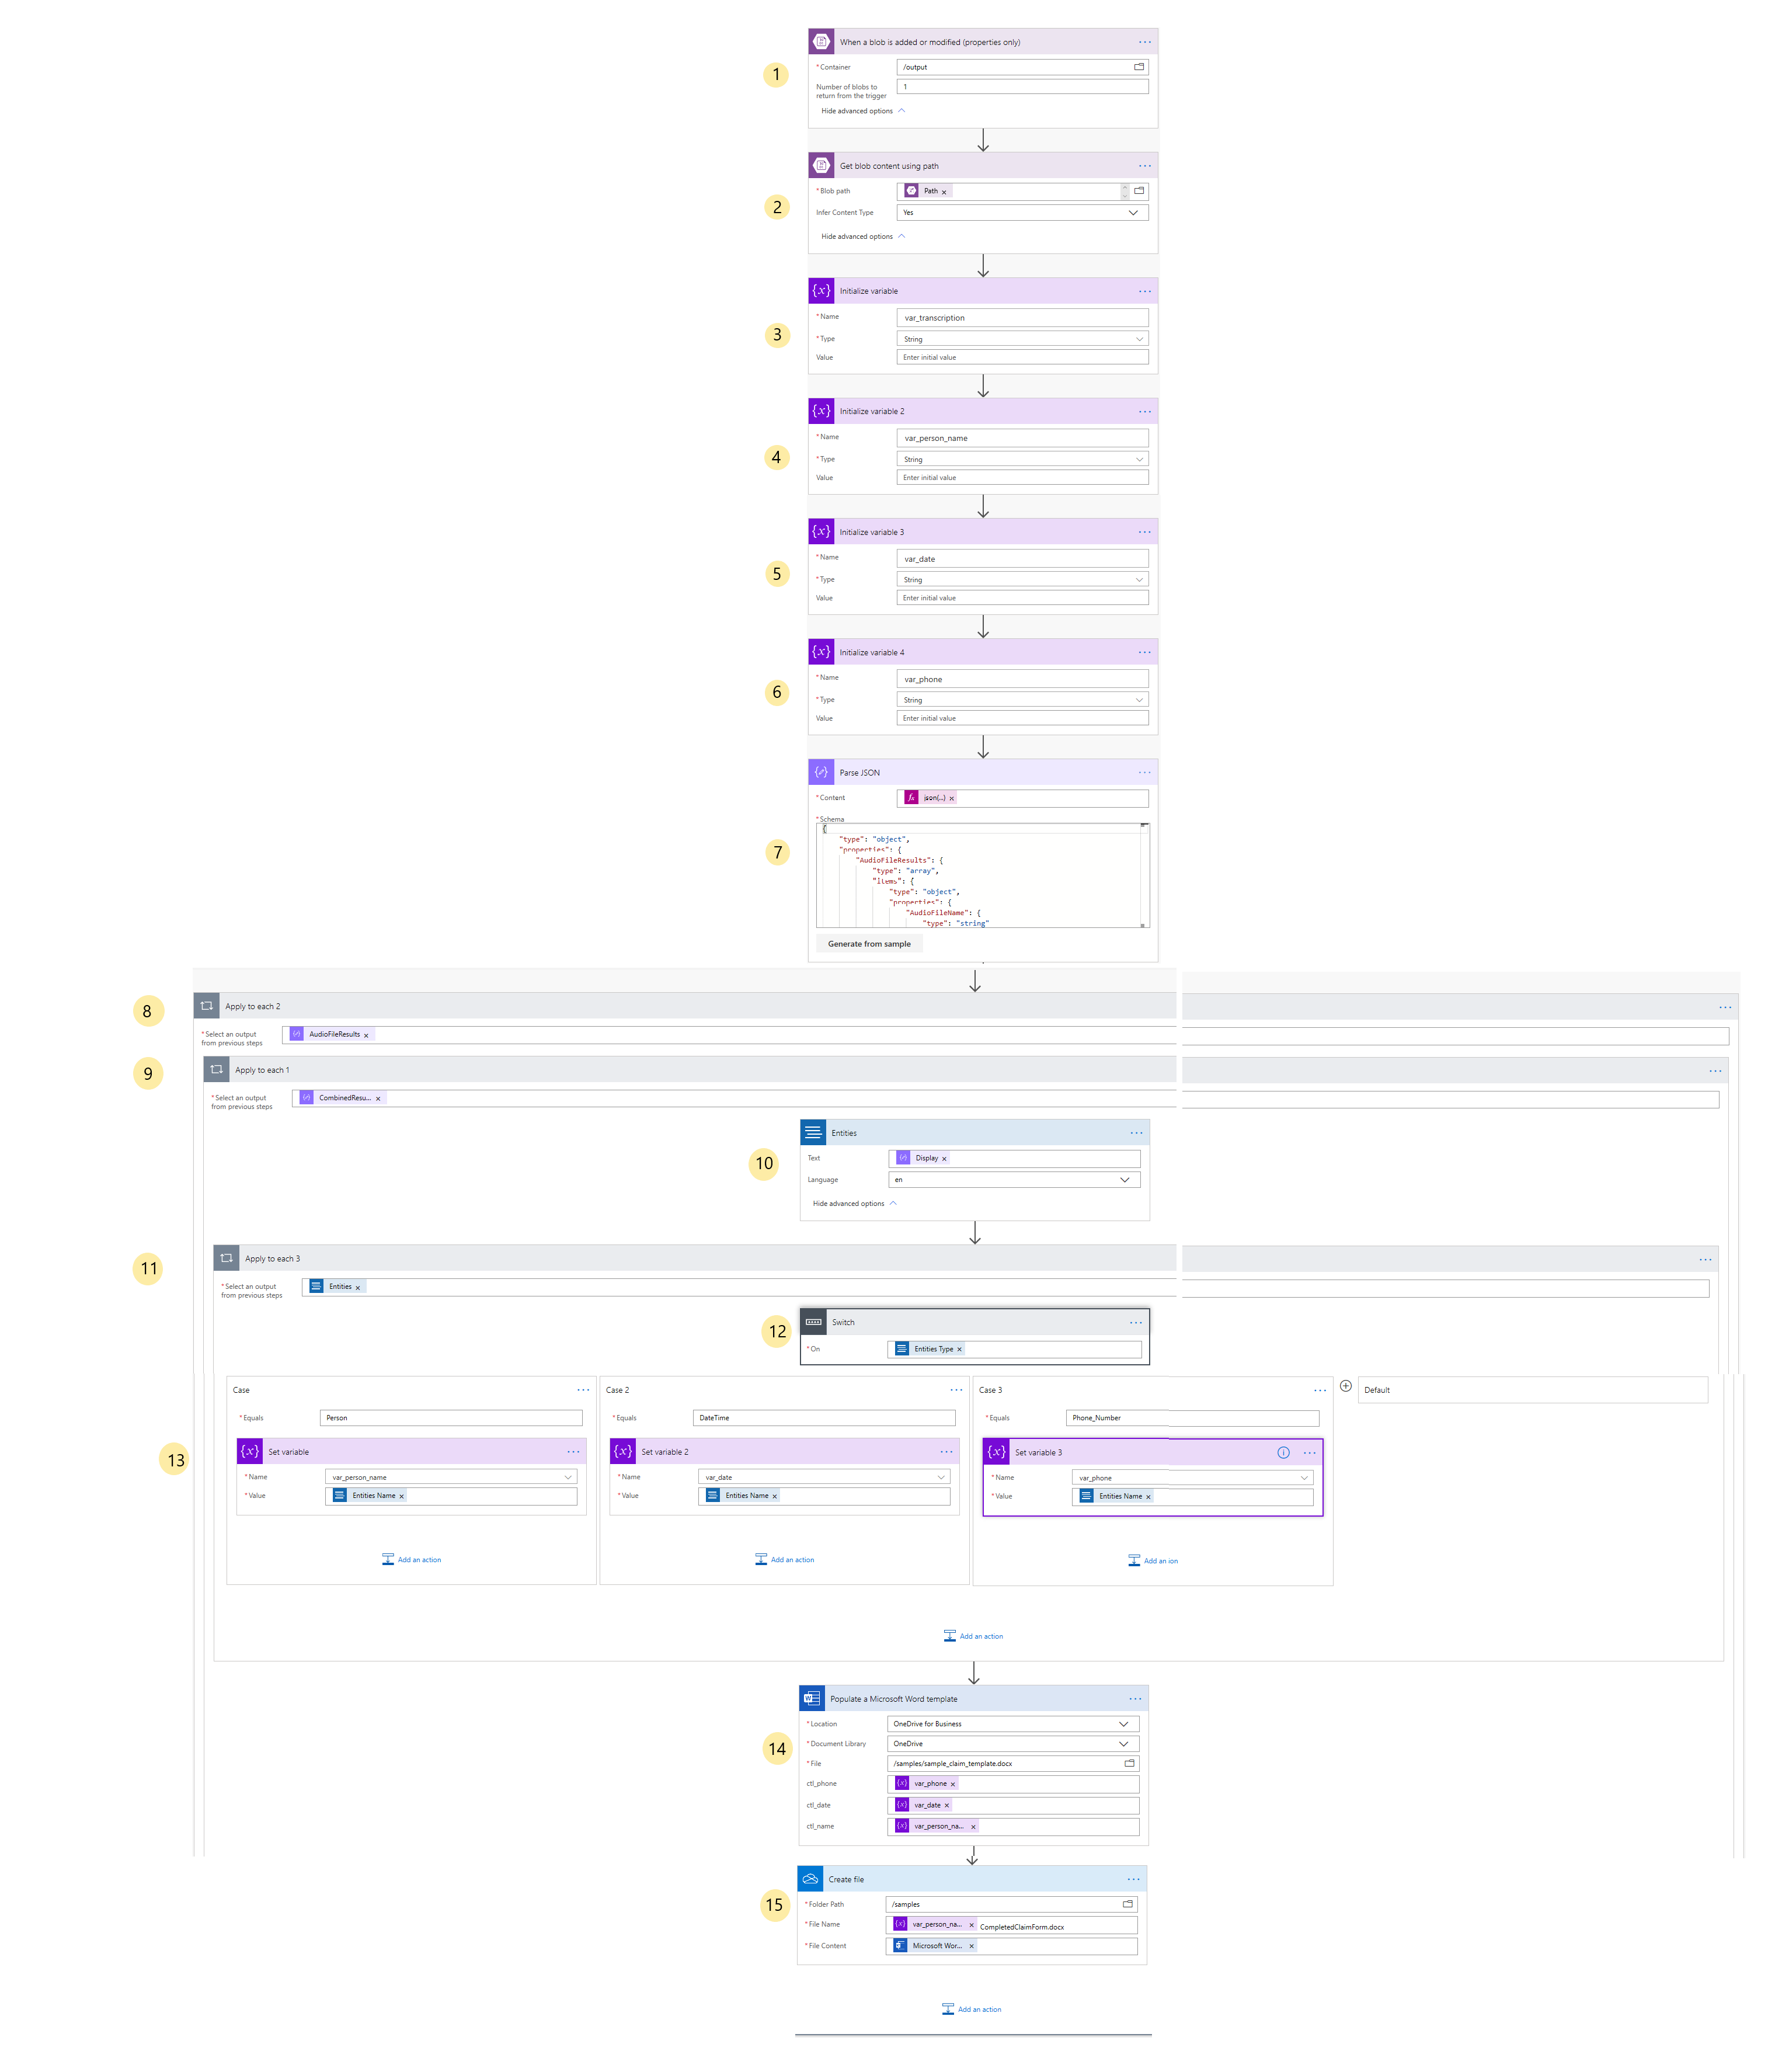 When a blob is added or modified (properties only)
1
* Container
/output
Number of blobs to
return from the trigger
1
Hide advanced options
Get blob content using path
2
* Blob path
Path ×
Infer Content Type
Yes
Hide advanced options
{x} Initialize variable
3
* Name
var_transcription
* Type
String
Value
Enter initial value
{x} Initialize variable 2
4
* Name
var_person_name
* Type
String
Value
Enter initial value
{x} Initialize variable 3
5
* Name
var_date
* Type
String
Value
Enter initial value
{x} Initialize variable 4
6
* Name
var_phone
* Type
String
Value
Enter initial value
Parse JSON
7
* Content
fx json(...) ×
* Schema
{
"type": "object",
"properties": {
"AudioFileResults": {
"type": "array",
"items": {
"type": "object",
"properties": {
"AudioFileName": {
"type": "string"
Generate from sample
8
Apply to each 2
* Select an output
from previous steps
AudioFileResults ×
9
Apply to each 1
* Select an output
from previous steps
CombinedResu... ×
Entities
10
Text
Display ×
Language
en
Hide advanced options
11
Apply to each 3
* Select an output
from previous steps
Entities ×
12
Switch
* On
Entities Type ×
Case
* Equals
Person
13
{x} Set variable
* Name
var_person_name
* Value
Entities Name ×
Add an action
Case 2
* Equals
DateTime
{x} Set variable 2
* Name
var_date
* Value
Entities Name ×
Add an action
Case 3
* Equals
Phone_Number
{x} Set variable 3
* Name
var_phone
* Value
Entities Name ×
Add an ion
Default
Add an action
Populate a Microsoft Word template
14
* Location
OneDrive for Business
* Document Library
OneDrive
* File
/samples/sample_claim_template.docx
ctl_phone
{x} var_phone ×
ctl_date
{x} var_date ×
ctl_name
{x} var_person_na... ×
Create file
15
* Folder Path
/samples
* File Name
{x} var_person_na... × CompletedClaimForm.docx
* File Content
Microsoft Wor... ×
Add an action